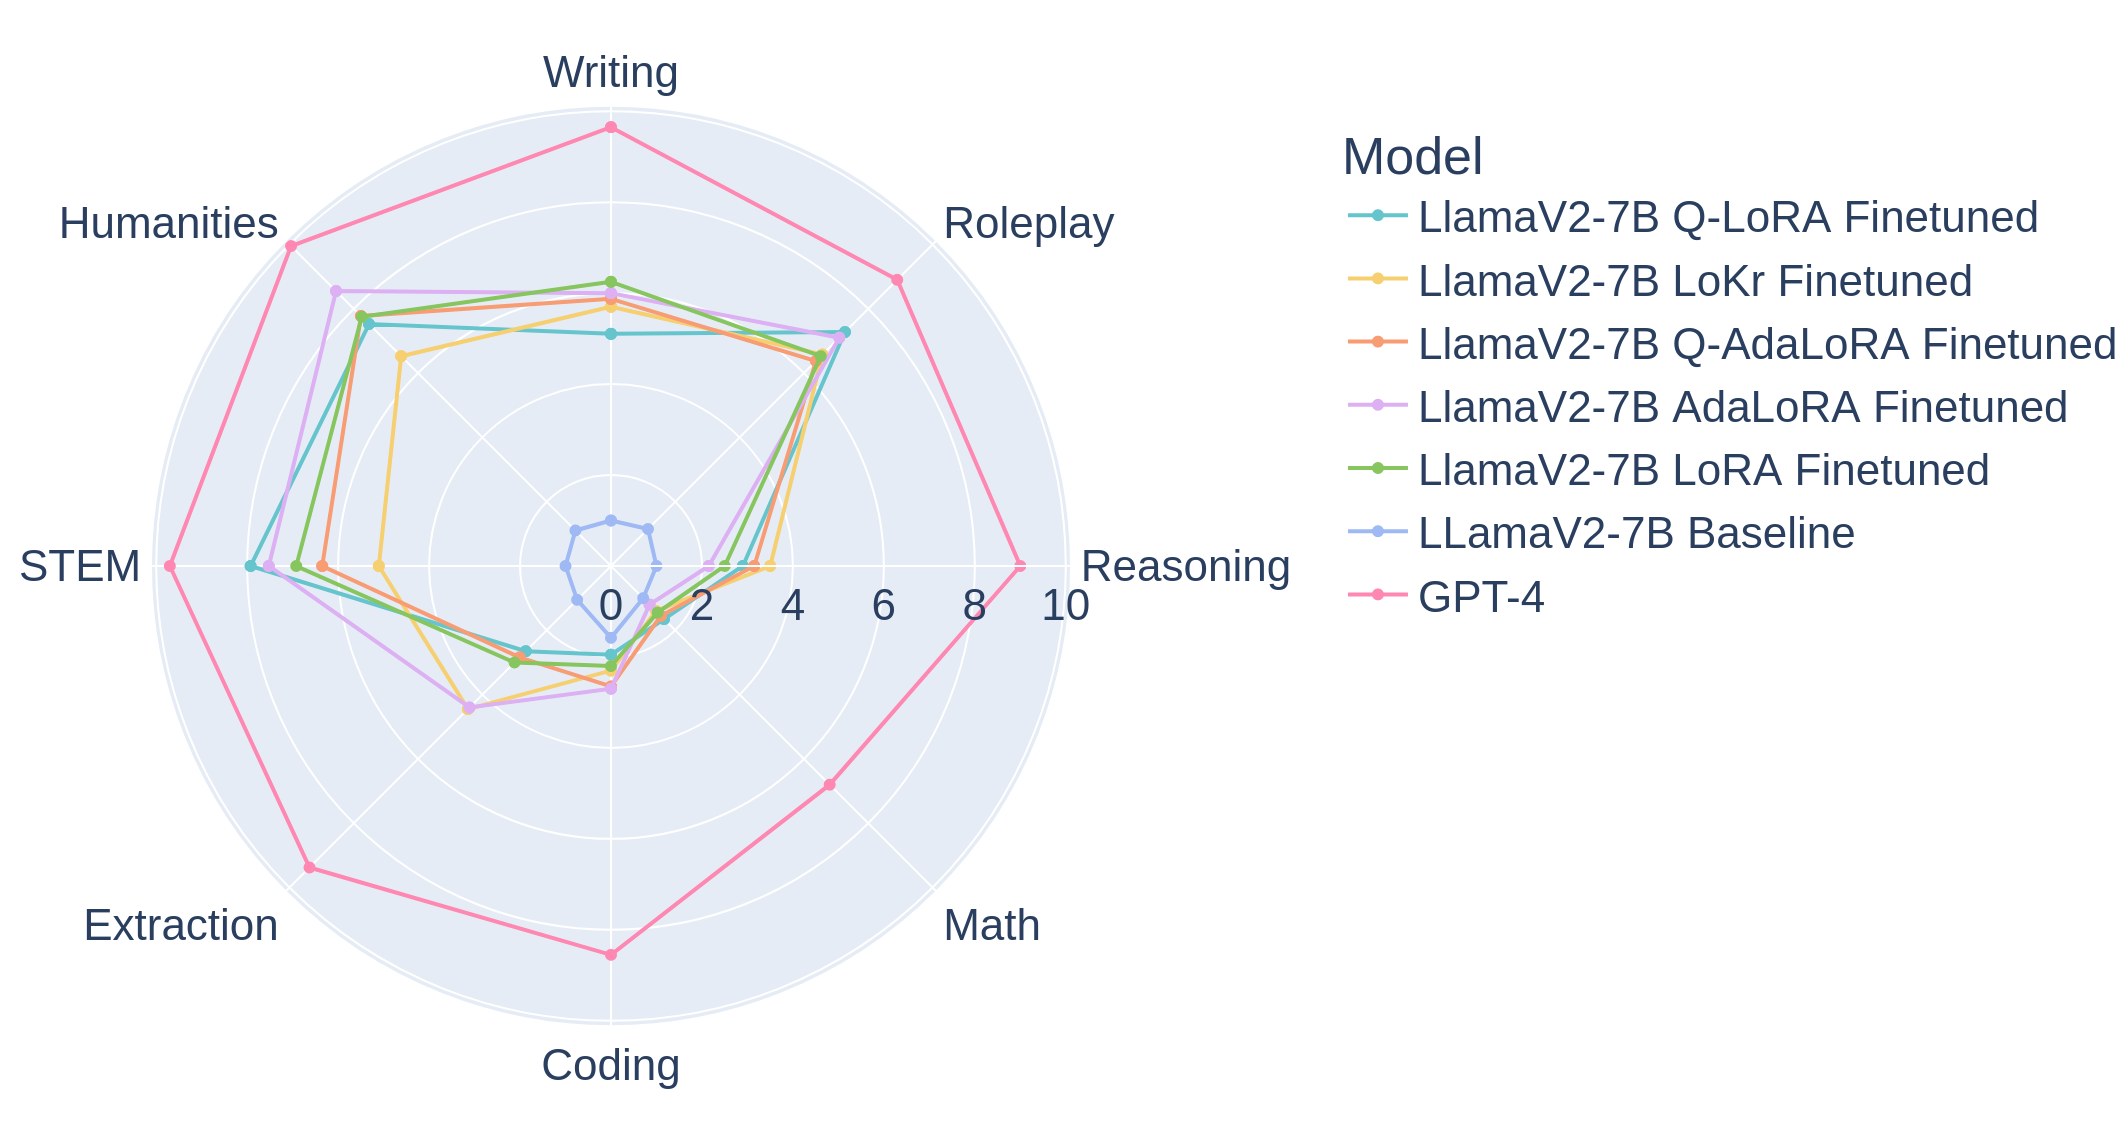 Writing
Humanities
Roleplay
STEM
Reasoning
0 2 4 6 8 10
Extraction
Math
Coding
Model
LlamaV2-7B Q-LoRA Finetuned
LlamaV2-7B LoKr Finetuned
LlamaV2-7B Q-AdaLoRA Finetuned
LlamaV2-7B AdaLoRA Finetuned
LlamaV2-7B LoRA Finetuned
LLamaV2-7B Baseline
GPT-4